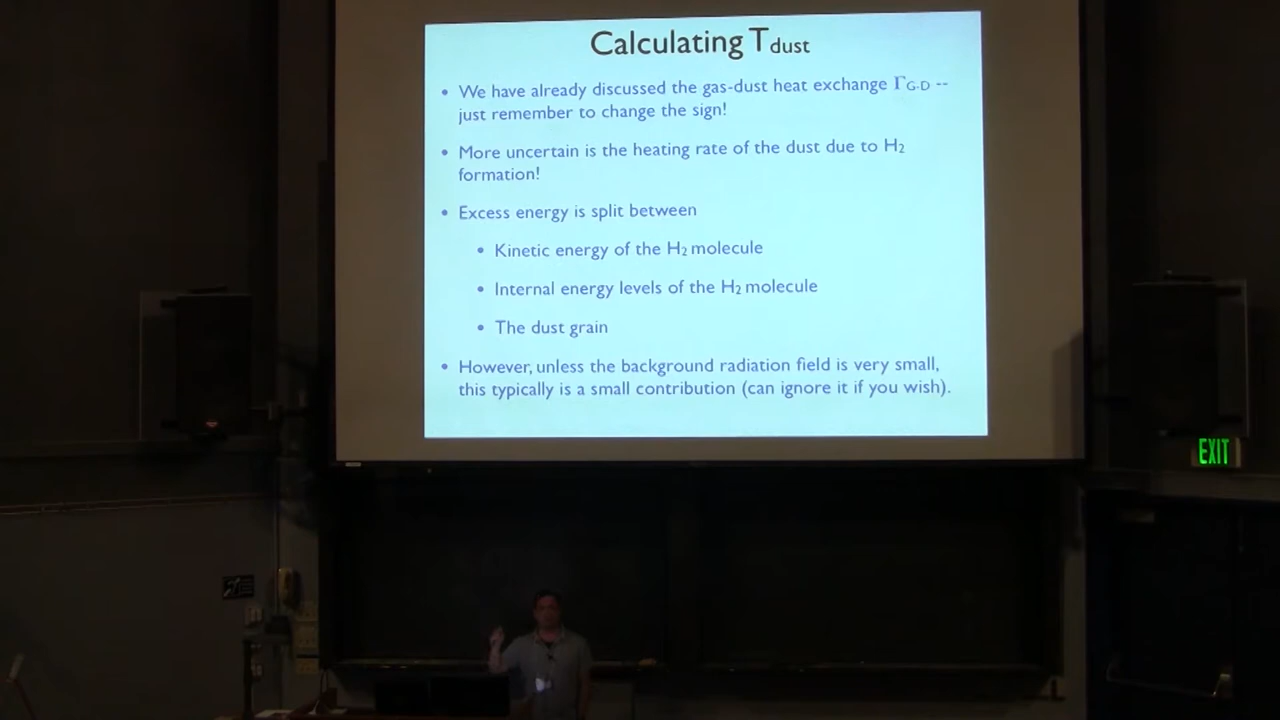 Calculating Tdust
• We have already discussed the gas-dust heat exchange ΓG-D --
just remember to change the sign!
• More uncertain is the heating rate of the dust due to H2
formation!
• Excess energy is split between
• Kinetic energy of the H2 molecule
• Internal energy levels of the H2 molecule
• The dust grain
• However, unless the background radiation field is very small,
this typically is a small contribution (can ignore it if you wish).
EXIT